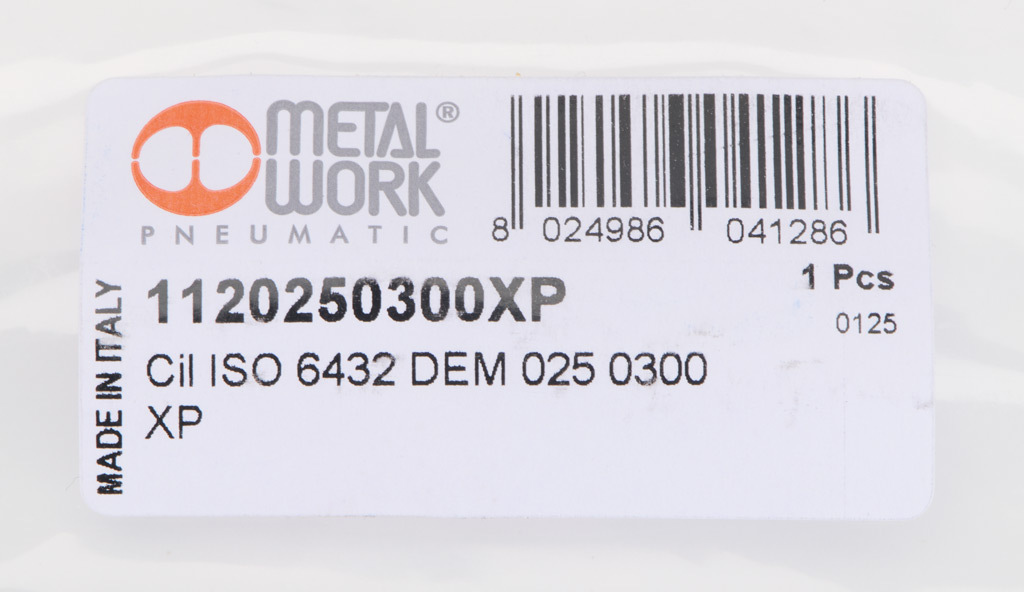 METAL®
WORK
PNEUMATIC
8 024986 041286
1120250300XP
1 Pcs
0125
Cil ISO 6432 DEM 025 0300
XP
MADE IN ITALY